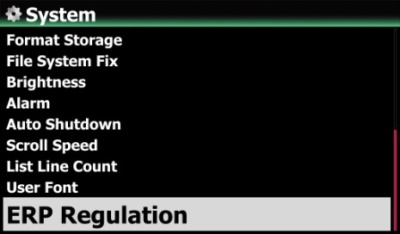 System
Format Storage
File System Fix
Brightness
Alarm
Auto Shutdown
Scroll Speed
List Line Count
User Font
ERP Regulation